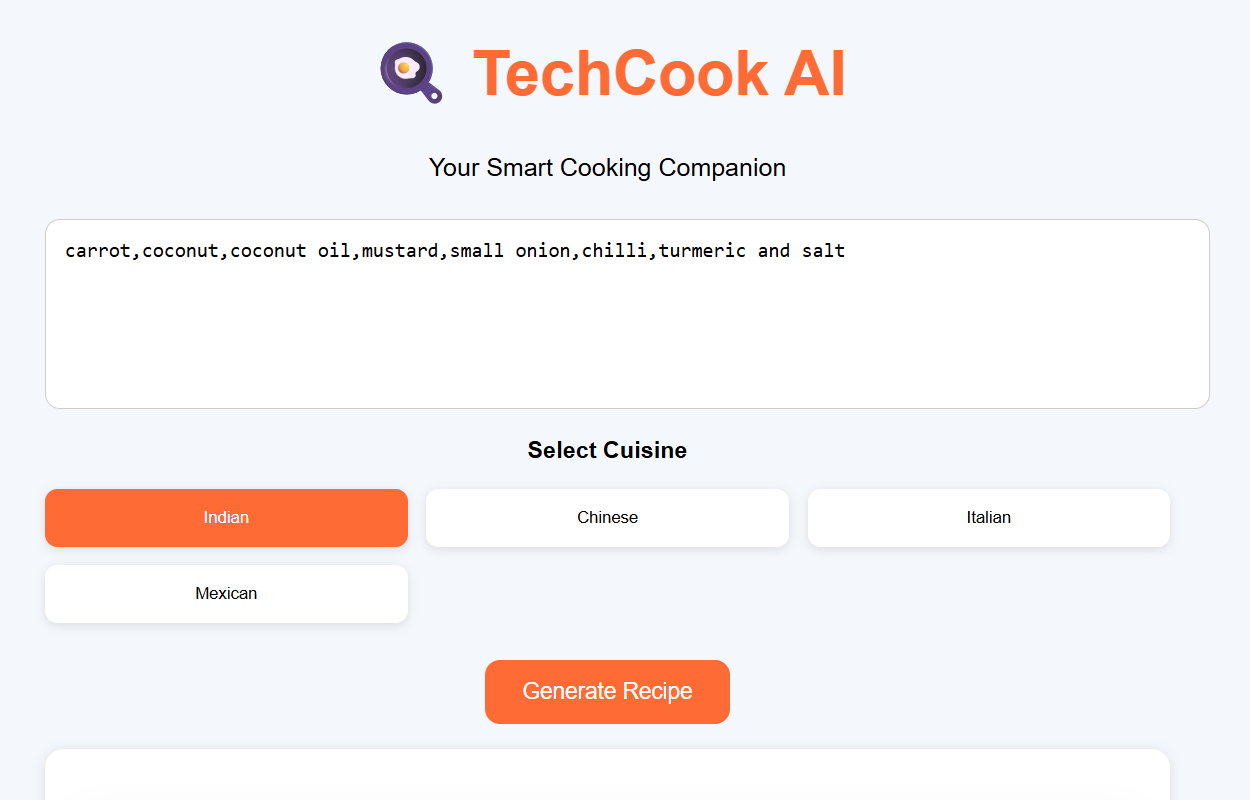 TechCook AI
Your Smart Cooking Companion
carrot,coconut,coconut oil,mustard,small onion,chilli,turmeric and salt
Select Cuisine
Indian
Chinese
Italian
Mexican
Generate Recipe